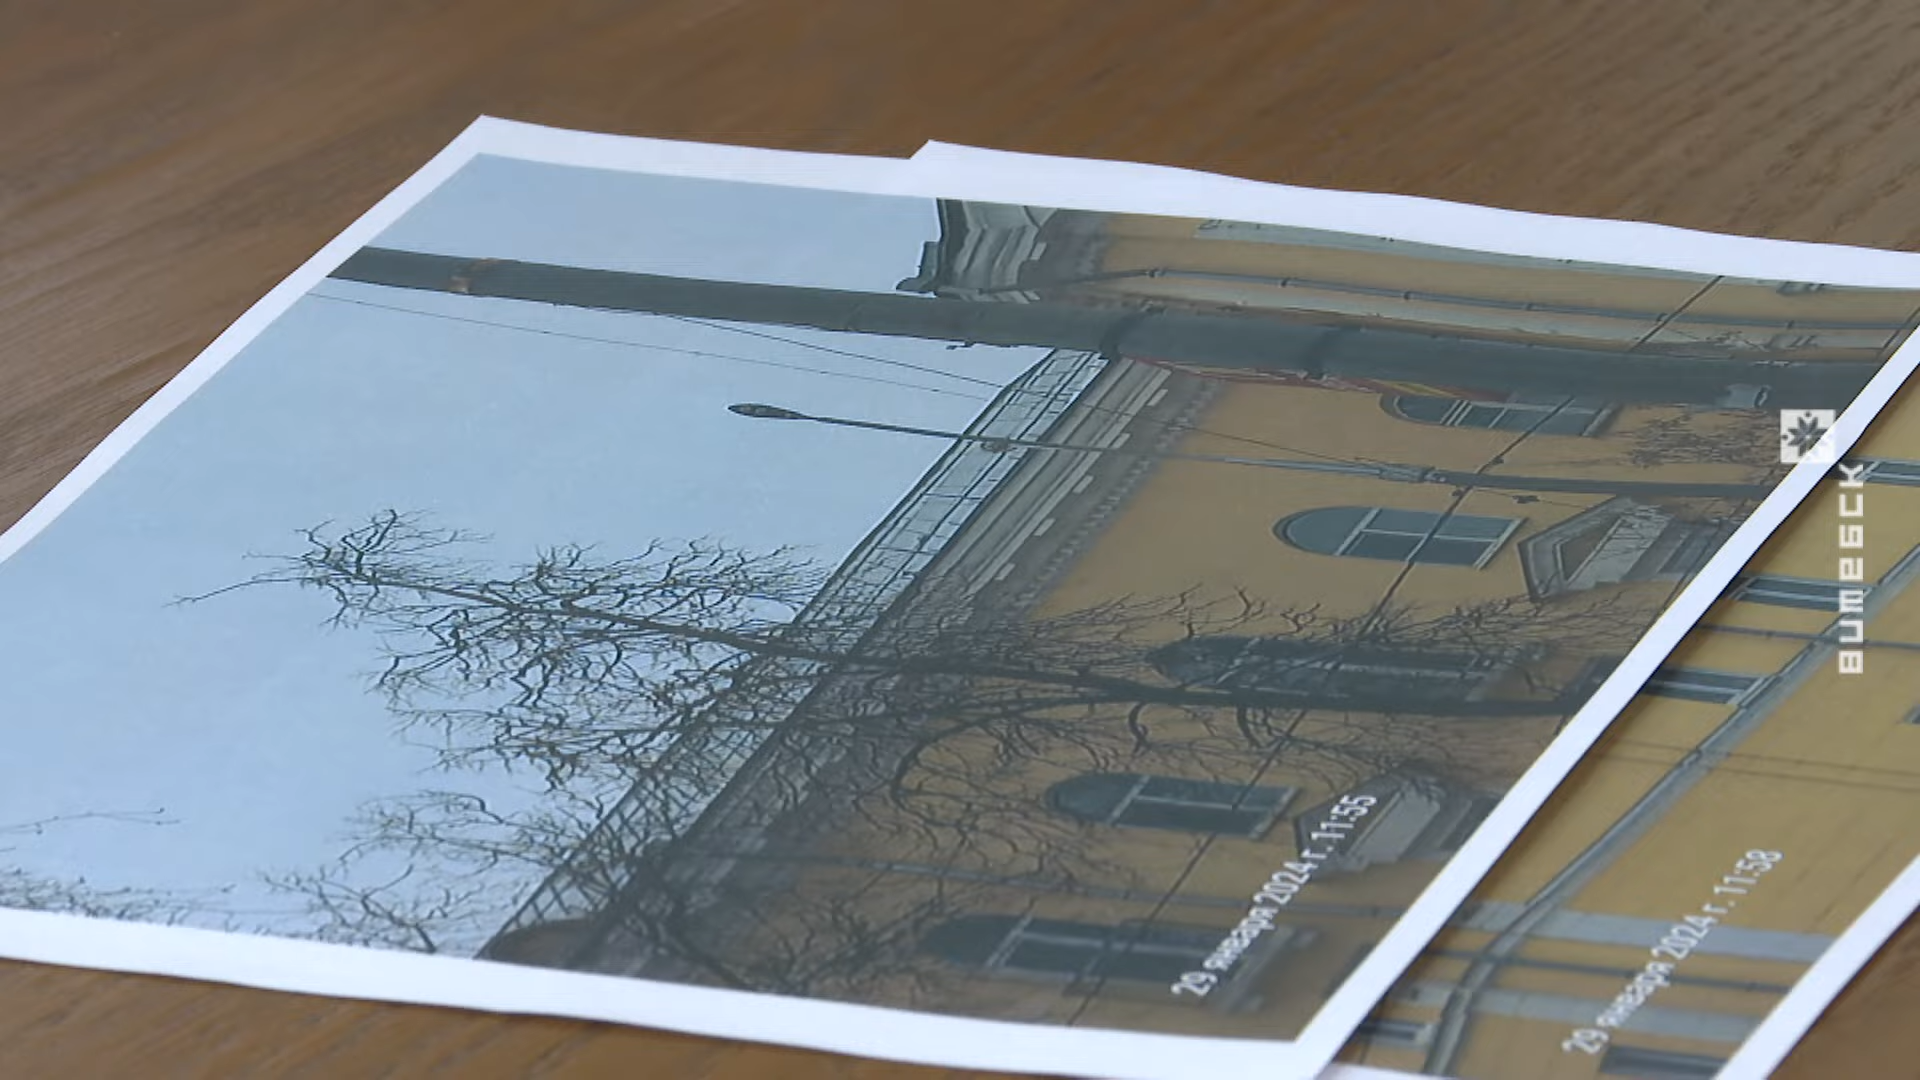 29 января 2024 г. 11:55
29 января 2024 г. 11:58
витебск